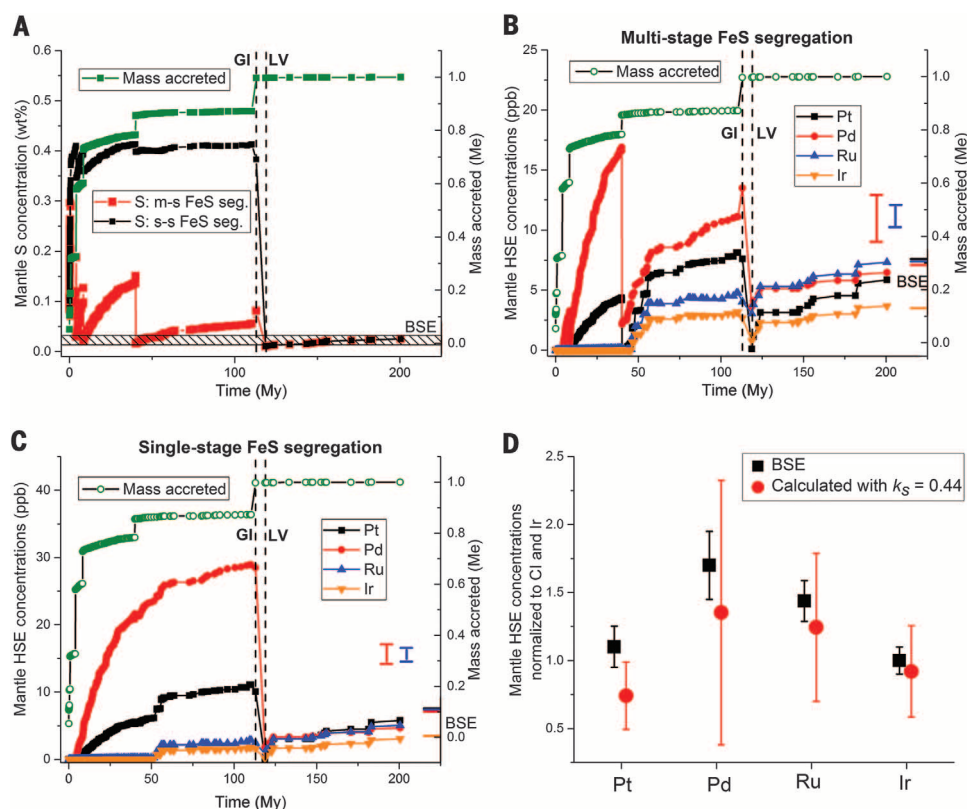 A
Mantle S concentration (wt%)
0.6
0.5
0.4
0.3
0.2
0.1
0.0
Mass accreted
GI
LV
S: m-s FeS seg.
S: s-s FeS seg.
BSE
1.0
0.8
0.6
0.4
0.2
0.0
Mass accreted (Me)
0
50
100
150
200
Time (My)
B
Multi-stage FeS segregation
Mantle HSE concentrations (ppb)
25
20
15
10
5
0
Mass accreted
GI
LV
Pt
Pd
Ru
Ir
BSE
1.0
0.8
0.6
0.4
0.2
0.0
Mass accreted (Me)
0
50
100
150
200
Time (My)
C
Single-stage FeS segregation
Mantle HSE concentrations (ppb)
40
30
20
10
0
Mass accreted
GI
LV
Pt
Pd
Ru
Ir
BSE
1.0
0.8
0.6
0.4
0.2
0.0
Mass accreted (Me)
0
50
100
150
200
Time (My)
D
Mantle HSE concentrations
normalized to CI and Ir
2.5
2.0
1.5
1.0
0.5
BSE
Calculated with kS = 0.44
Pt
Pd
Ru
Ir